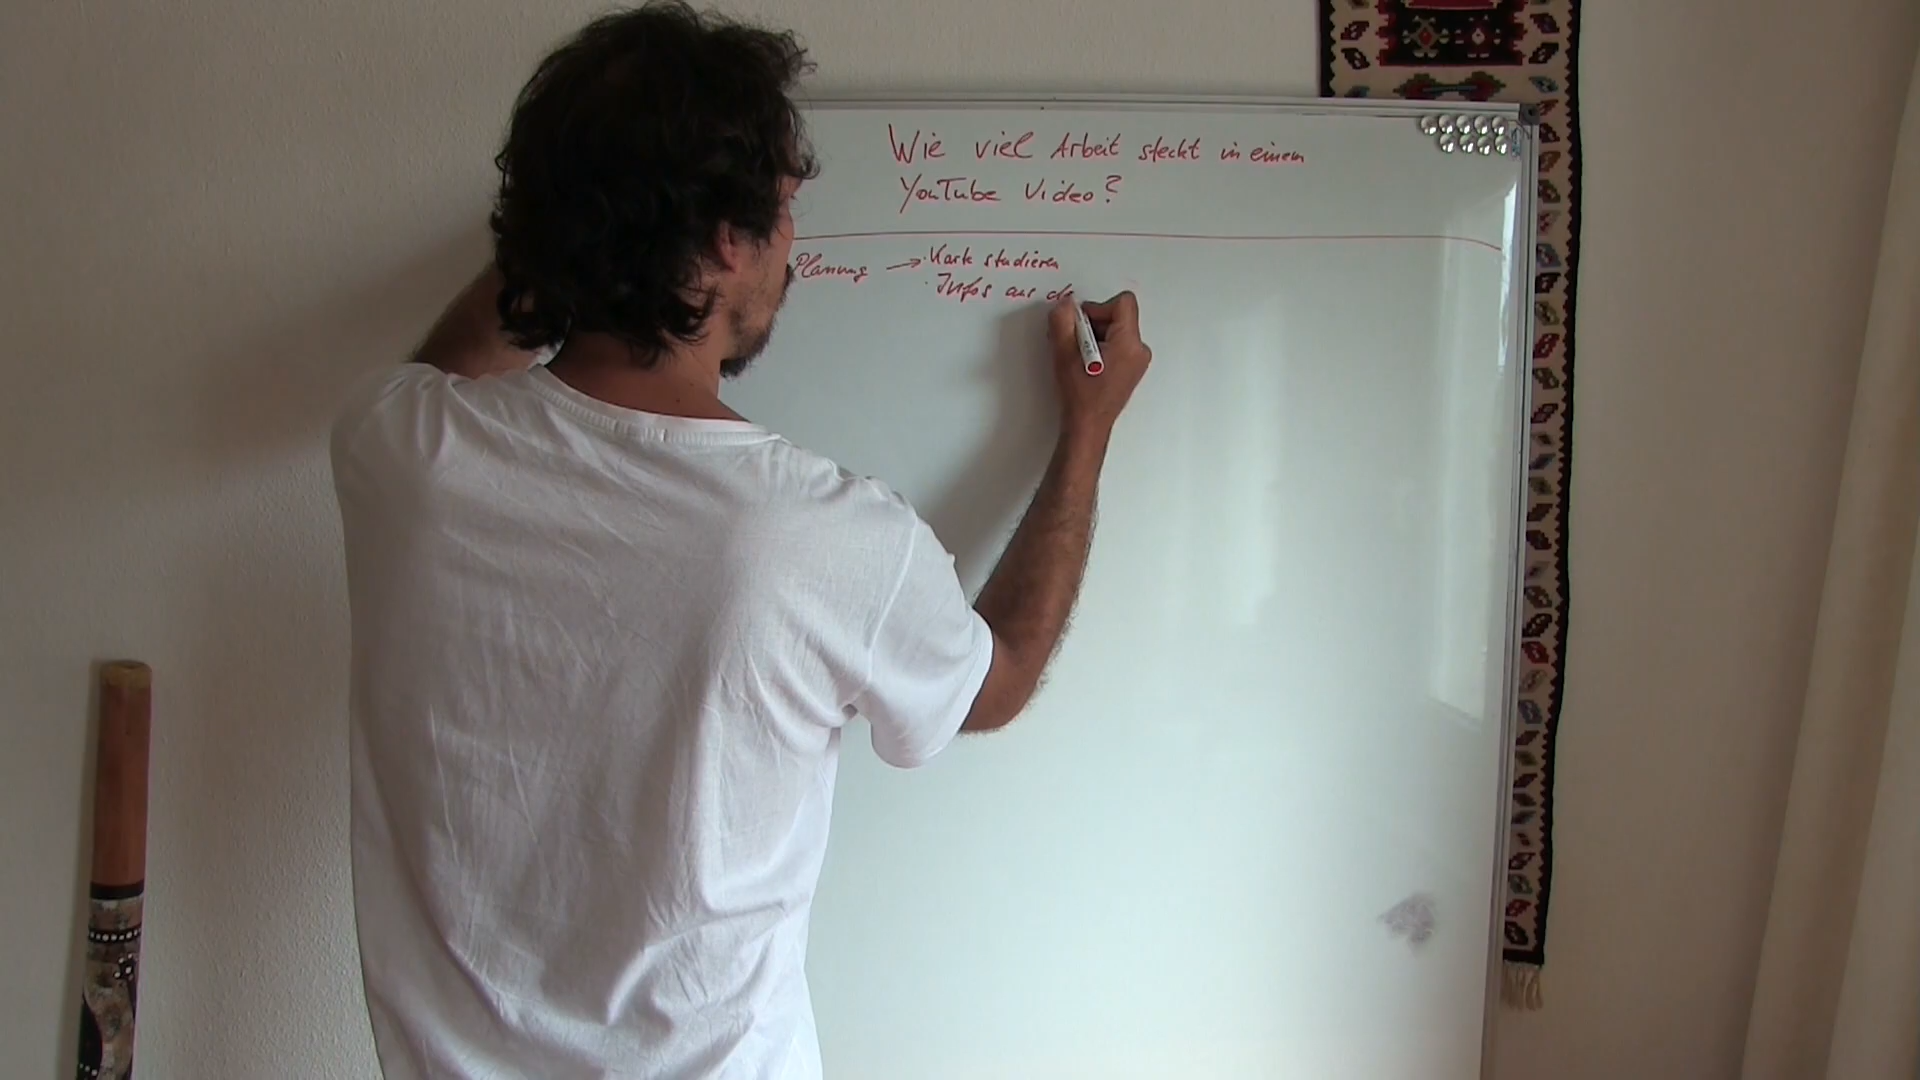 Wie viel Arbeit steckt in einem
YouTube Video?
Planung → · Karte studieren
· Infos aus de